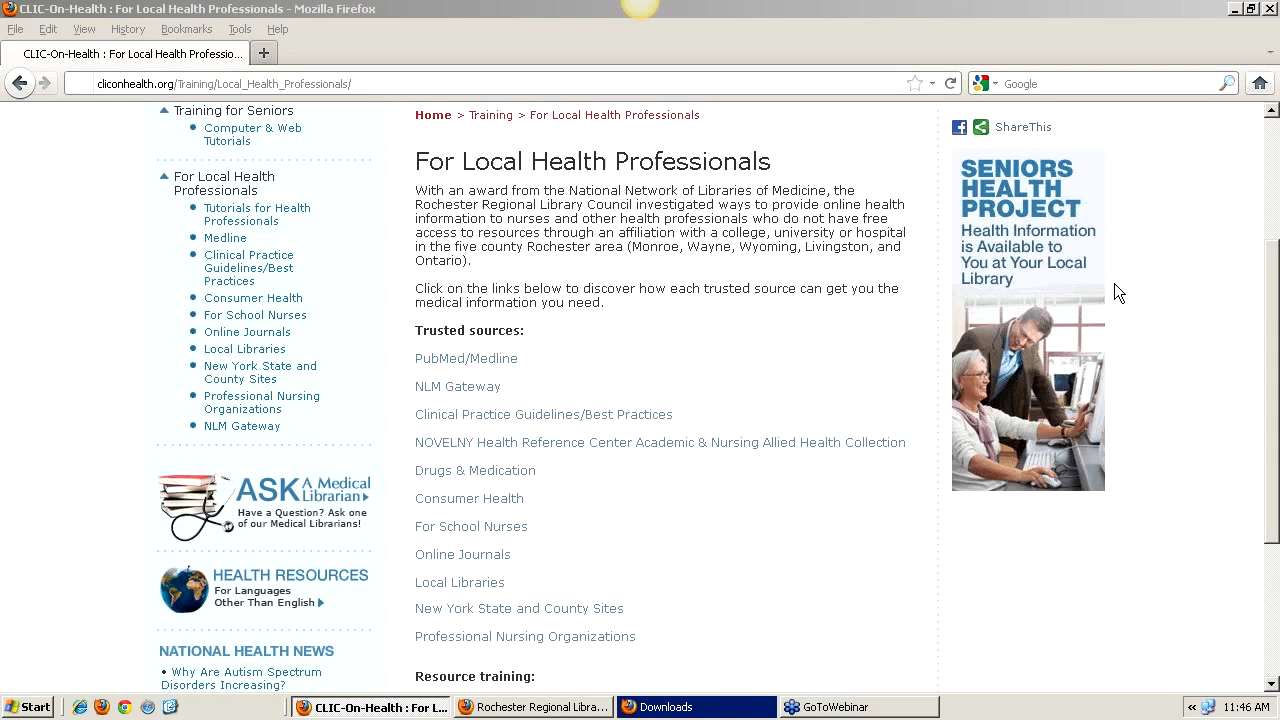 CLIC-On-Health : For Local Health Professionals - Mozilla Firefox
File Edit View History Bookmarks Tools Help
CLIC-On-Health : For Local Health Professio...
cliconhealth.org/Training/Local_Health_Professionals/
Google
Training for Seniors
Computer & Web
Tutorials
For Local Health
Professionals
Tutorials for Health
Professionals
Medline
Clinical Practice
Guidelines/Best
Practices
Consumer Health
For School Nurses
Online Journals
Local Libraries
New York State and
County Sites
Professional Nursing
Organizations
NLM Gateway
ASK A Medical
Librarian
Have a Question? Ask one
of our Medical Librarians!
HEALTH RESOURCES
For Languages
Other Than English
NATIONAL HEALTH NEWS
• Why Are Autism Spectrum
Disorders Increasing?
Home > Training > For Local Health Professionals
For Local Health Professionals
With an award from the National Network of Libraries of Medicine, the
Rochester Regional Library Council investigated ways to provide online health
information to nurses and other health professionals who do not have free
access to resources through an affiliation with a college, university or hospital
in the five county Rochester area (Monroe, Wayne, Wyoming, Livingston, and
Ontario).
Click on the links below to discover how each trusted source can get you the
medical information you need.
Trusted sources:
PubMed/Medline
NLM Gateway
Clinical Practice Guidelines/Best Practices
NOVELNY Health Reference Center Academic & Nursing Allied Health Collection
Drugs & Medication
Consumer Health
For School Nurses
Online Journals
Local Libraries
New York State and County Sites
Professional Nursing Organizations
Resource training:
ShareThis
SENIORS
HEALTH
PROJECT
Health Information
is Available to
You at Your Local
Library
Start
CLIC-On-Health : For L...
Rochester Regional Libra...
Downloads
GoToWebinar
11:46 AM